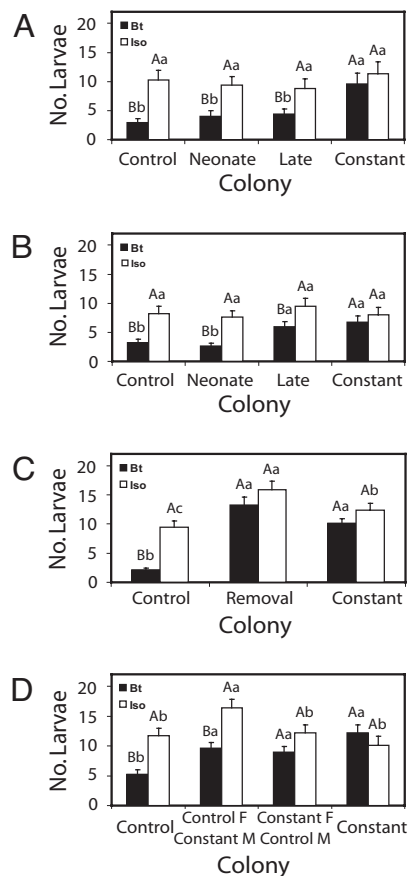 A
No. Larvae
20
15
10
5
0
Bt
Iso
Bb Aa Bb Aa Bb Aa Aa Aa
Control Neonate Late Constant
Colony
B
No. Larvae
20
15
10
5
0
Bt
Iso
Bb Aa Bb Aa Ba Aa Aa Aa
Control Neonate Late Constant
Colony
C
No. Larvae
20
15
10
5
0
Bt
Iso
Bb Ac Aa Aa Aa Ab
Control Removal Constant
Colony
D
No. Larvae
20
15
10
5
0
Bt
Iso
Bb Ab Ba Aa Aa Ab Aa Ab
Control Control F Constant F Constant
Constant M Control M
Colony